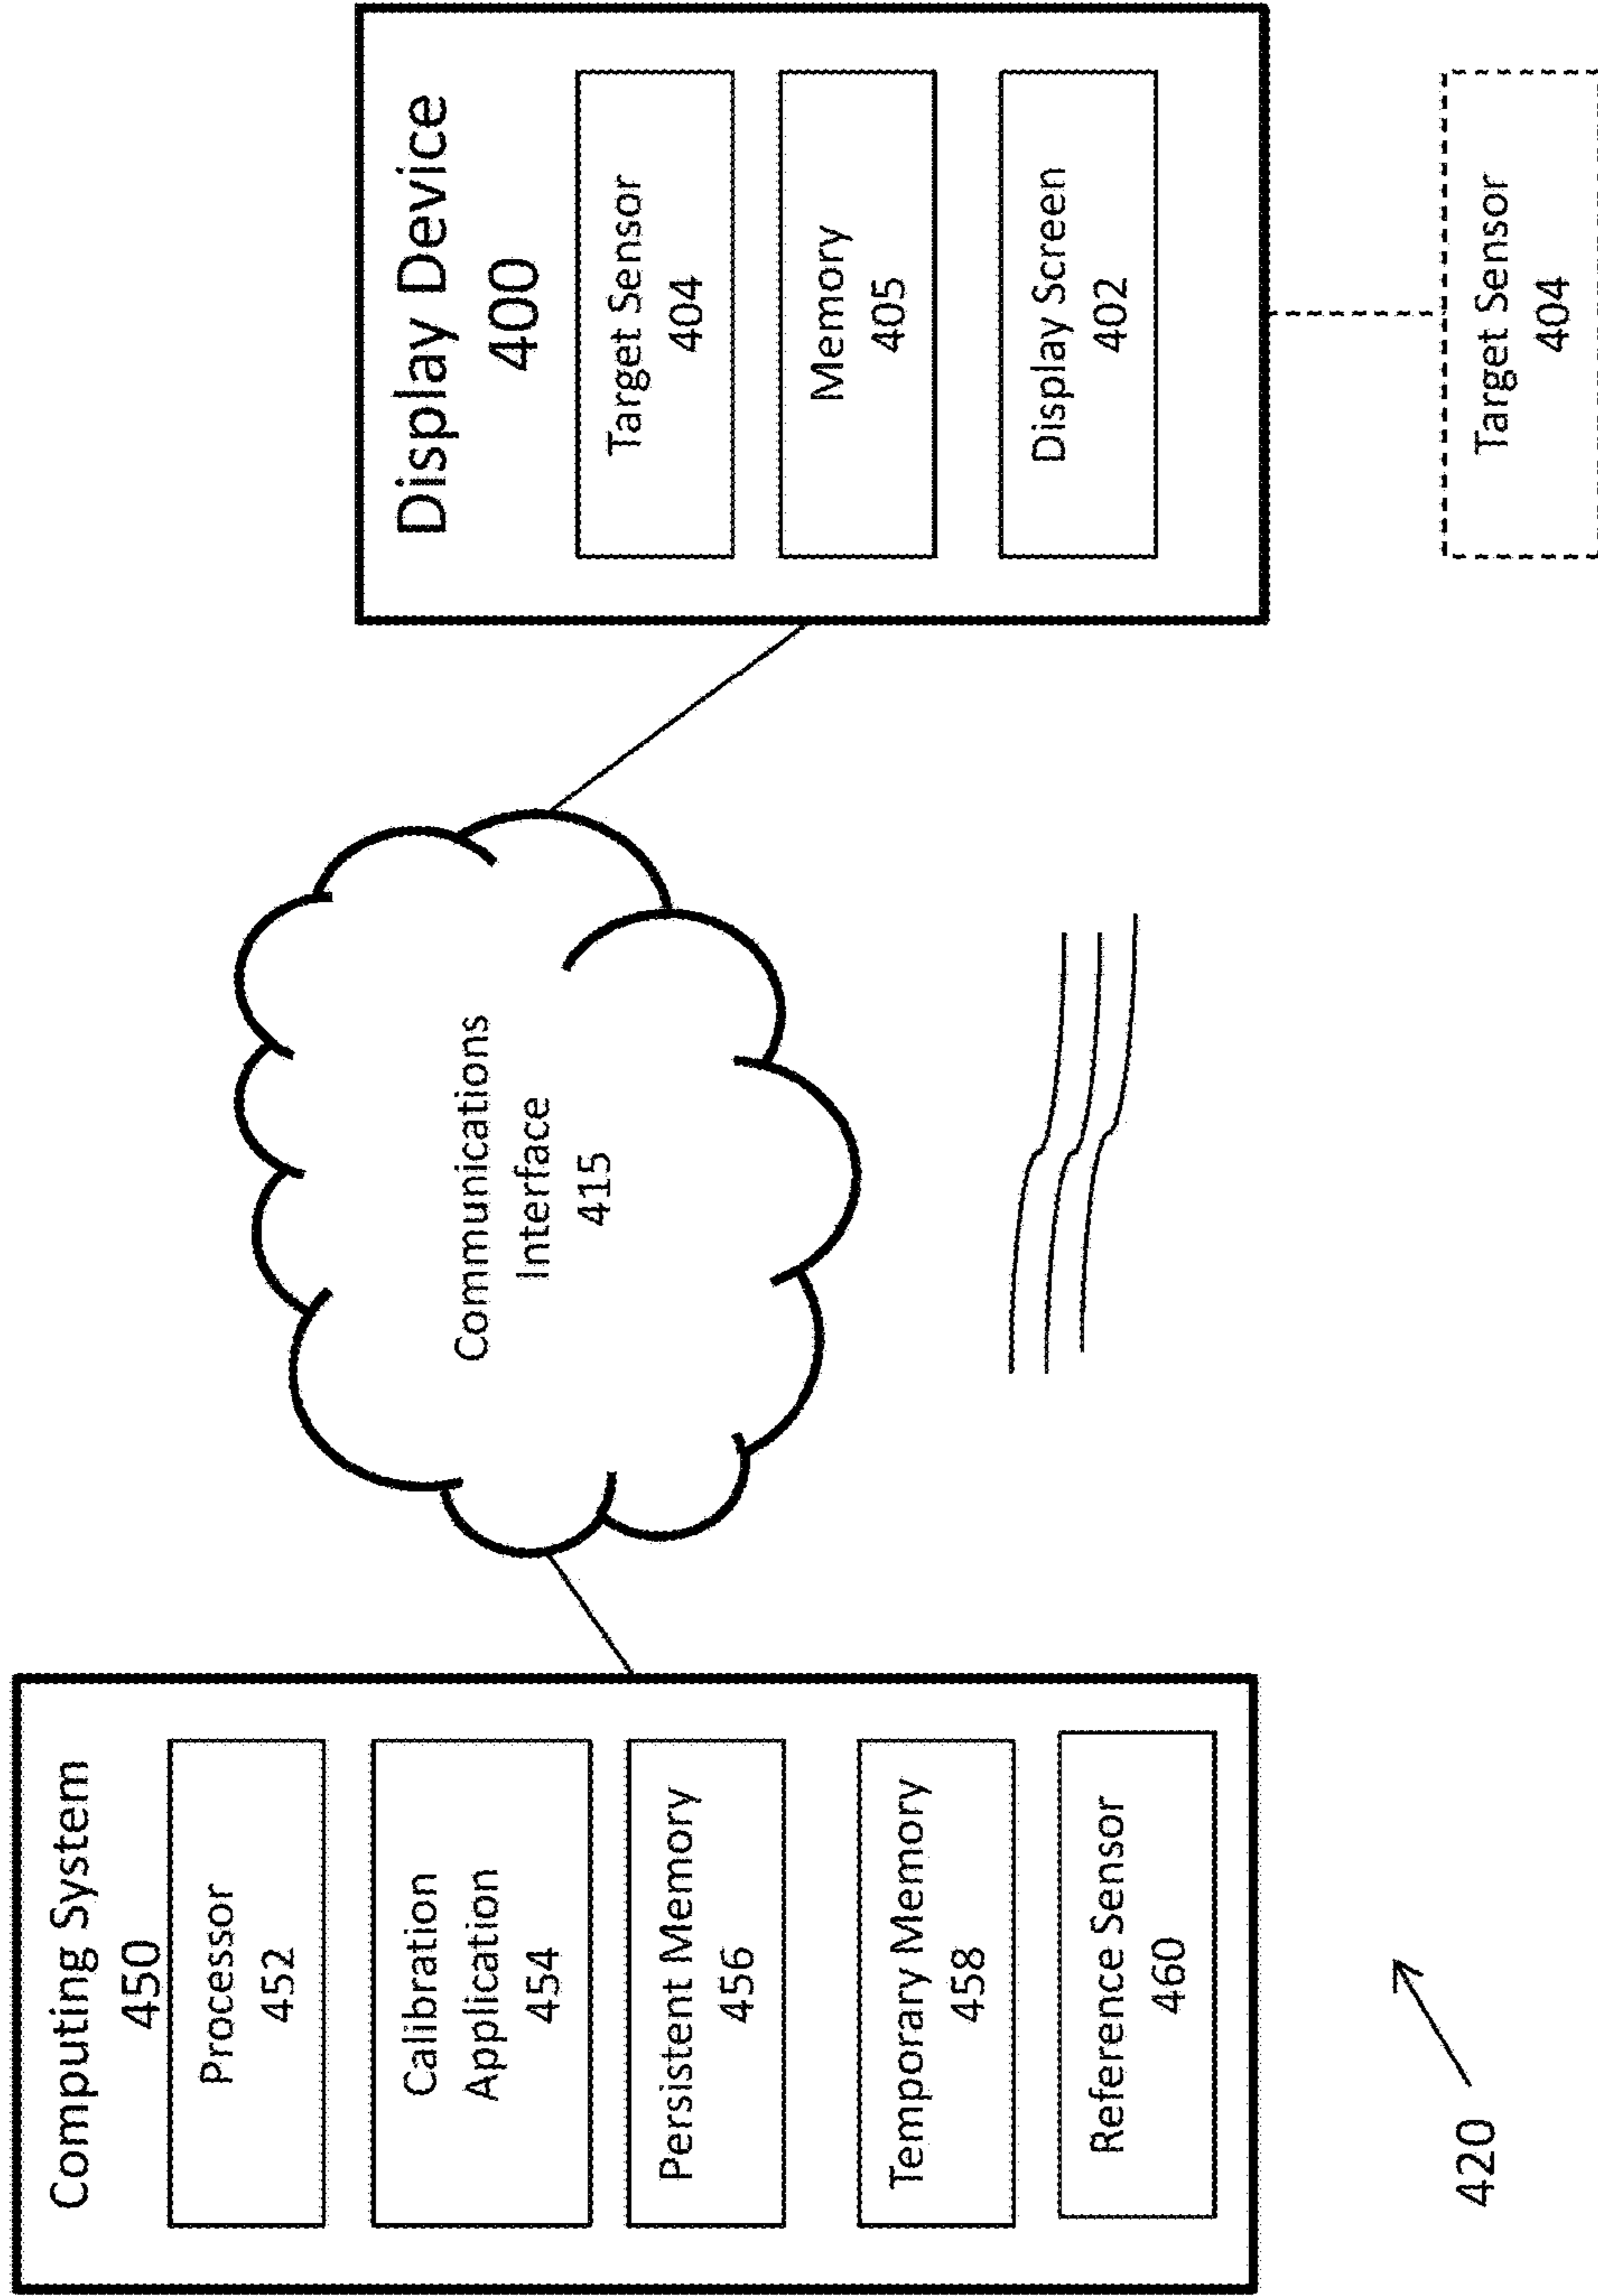 Computing System
450
Processor
452
Calibration
Application
454
Persistent Memory
456
Temporary Memory
458
Reference Sensor
460
420
Communications
Interface
415
Display Device
400
Target Sensor
404
Memory
405
Display Screen
402
Target Sensor
404